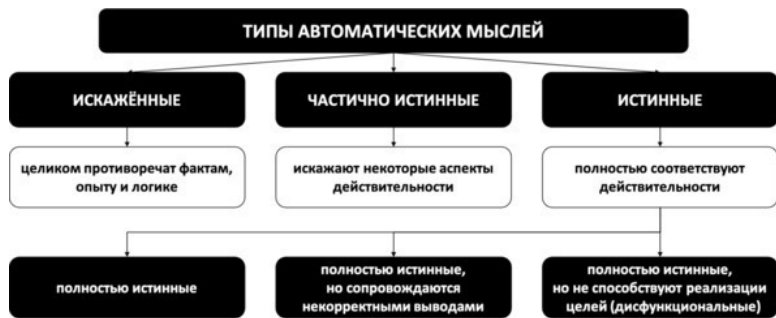 ТИПЫ АВТОМАТИЧЕСКИХ МЫСЛЕЙ
ИСКАЖЁННЫЕ
ЧАСТИЧНО ИСТИННЫЕ
ИСТИННЫЕ
целиком противоречат фактам,
опыту и логике
искажают некоторые аспекты
действительности
полностью соответствуют
действительности
полностью истинные
полностью истинные,
но сопровождаются
некорректными выводами
полностью истинные,
но не способствуют реализации
целей (дисфункциональные)